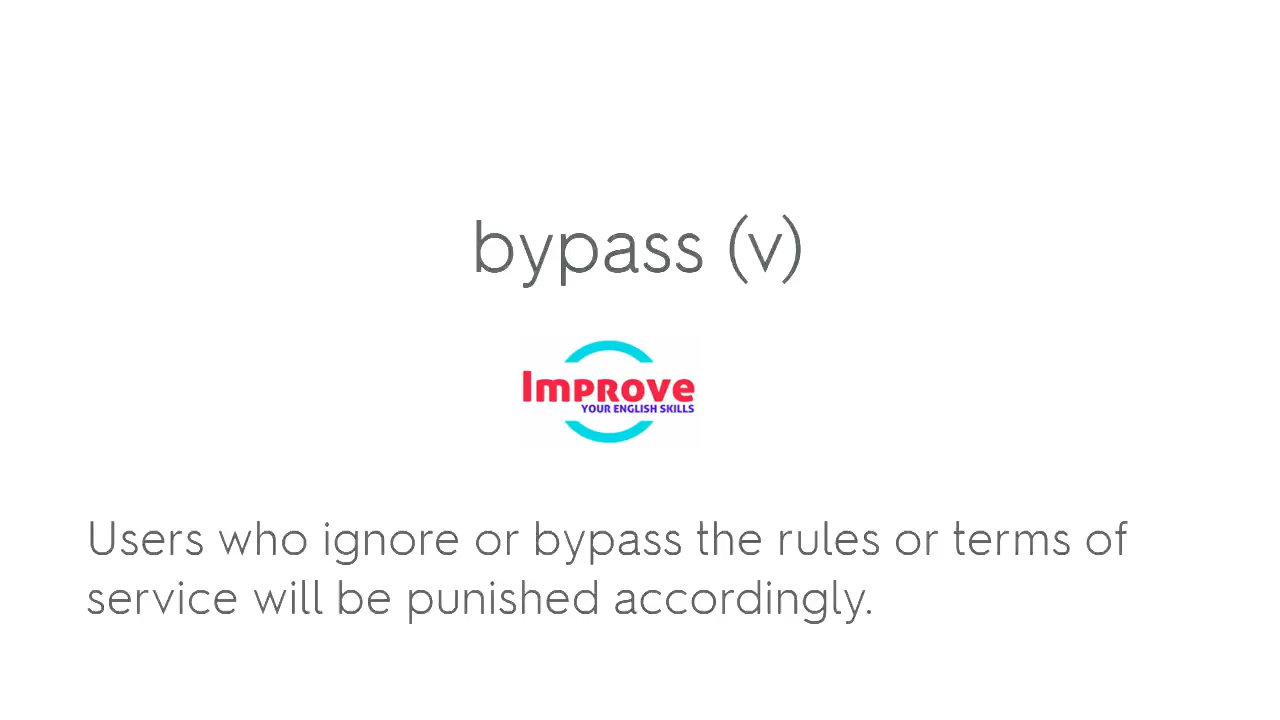 bypass (v)
Improve
YOUR ENGLISH SKILLS
Users who ignore or bypass the rules or terms of
service will be punished accordingly.